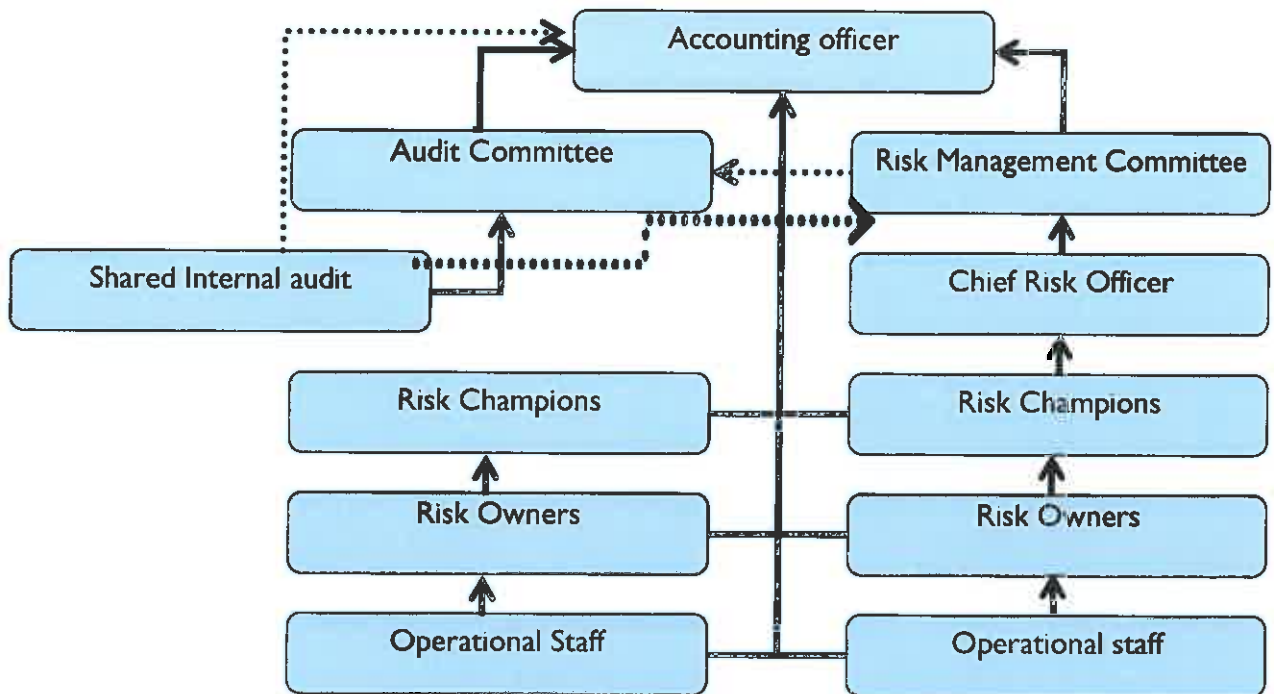 Accounting officer
Audit Committee
Risk Management Committee
Shared Internal audit
Chief Risk Officer
Risk Champions
Risk Champions
Risk Owners
Risk Owners
Operational Staff
Operational staff